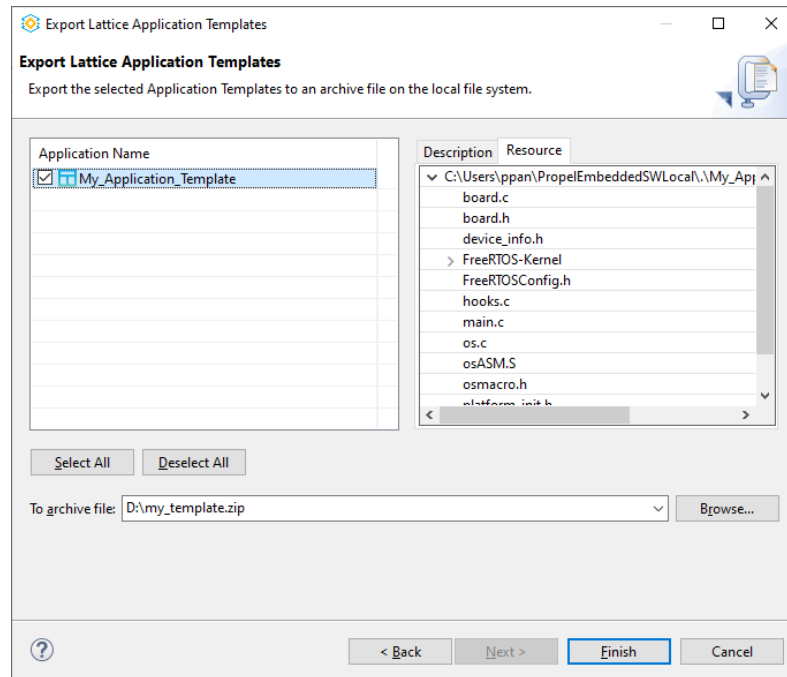 Export Lattice Application Templates
Export Lattice Application Templates
Export the selected Application Templates to an archive file on the local file system.
Application Name
My_Application_Template
Description
Resource
C:\Users\ppan\PropelEmbeddedSWLocal\.\My_Ap
board.c
board.h
device_info.h
FreeRTOS-Kernel
FreeRTOSConfig.h
hooks.c
main.c
os.c
osASM.S
osmacro.h
platform_init.h
Select All
Deselect All
To archive file:
D:\my_template.zip
Browse...
?
< Back
Next >
Finish
Cancel